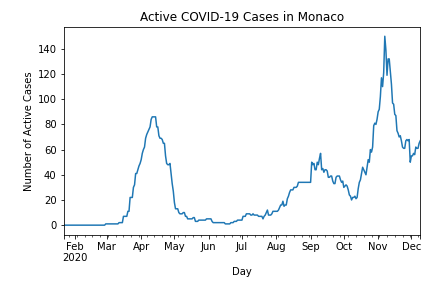 Active COVID-19 Cases in Monaco
Number of Active Cases
140
120
100
80
60
40
20
0
Feb Mar Apr May Jun Jul Aug Sep Oct Nov Dec
2020
Day